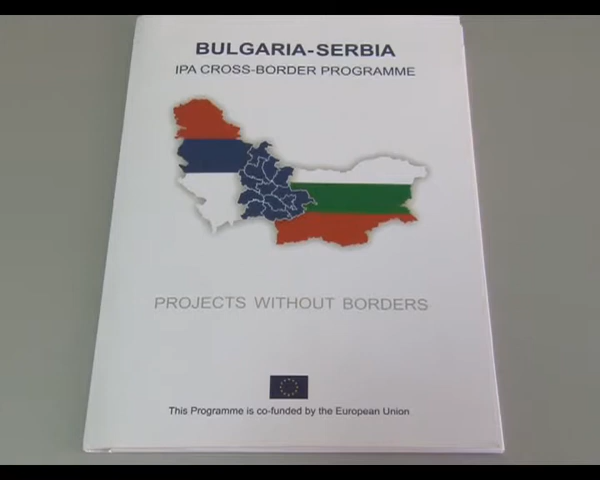 BULGARIA-SERBIA
IPA CROSS-BORDER PROGRAMME
PROJECTS WITHOUT BORDERS
This Programme is co-funded by the European Union